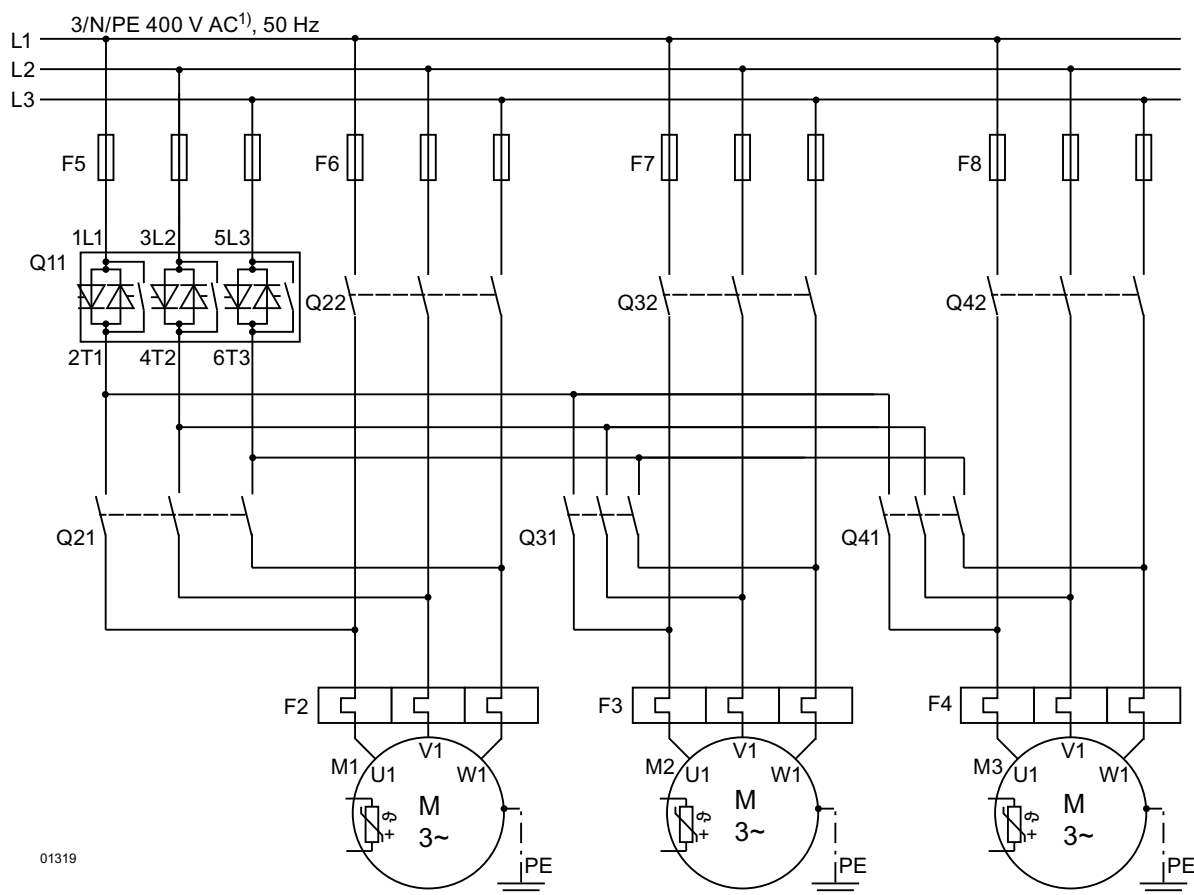 3/N/PE 400 V AC1), 50 Hz
L1
L2
L3
F5
F6
F7
F8
1L1 3L2 5L3
Q11
Q22
Q32
Q42
2T1 4T2 6T3
Q21
Q31
Q41
F2
F3
F4
M1 U1 V1 W1
M2 U1 V1 W1
M3 U1 V1 W1
M
3~
M
3~
M
3~
ϑ
+
ϑ
+
ϑ
+
PE
PE
PE
01319